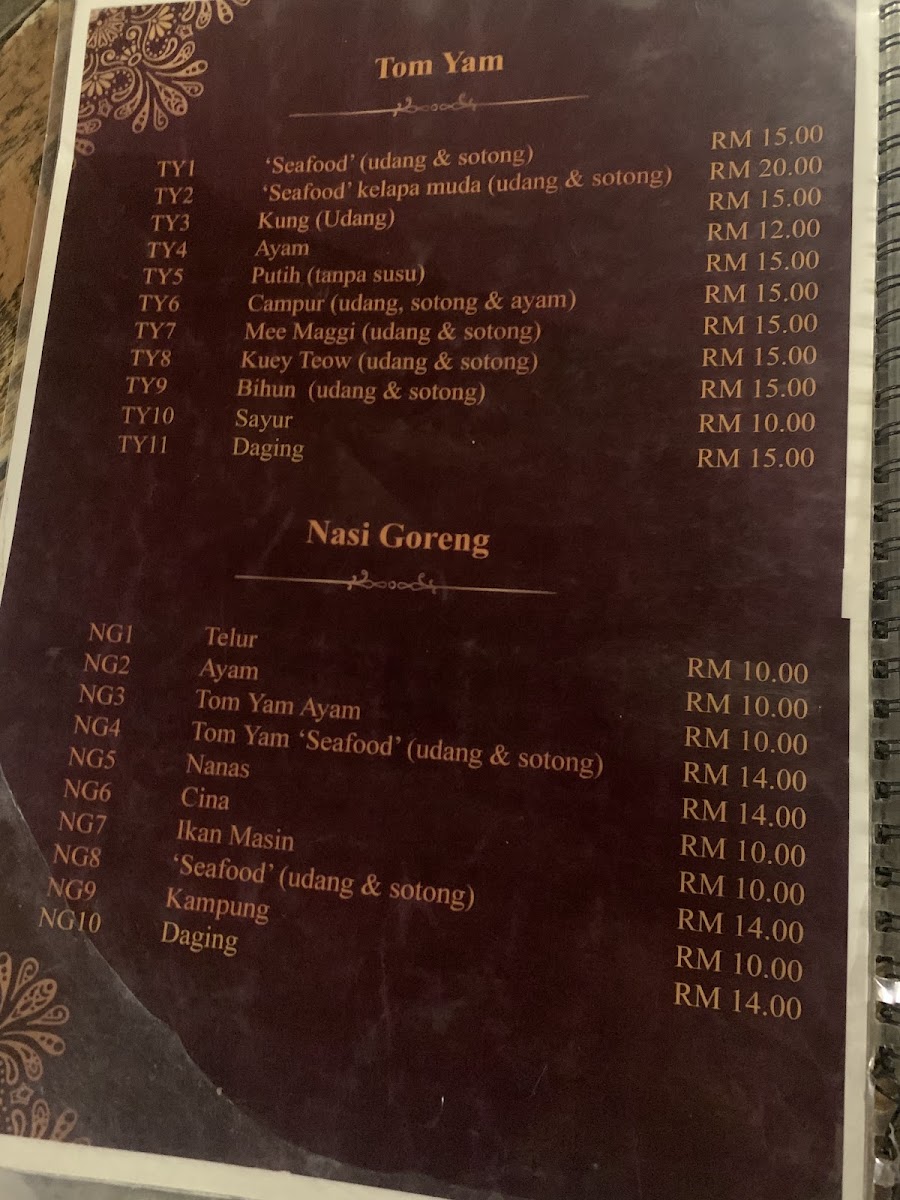 Tom Yam
TY1 ‘Seafood’ (udang & sotong) RM 15.00
TY2 ‘Seafood’ kelapa muda (udang & sotong) RM 20.00
TY3 Kung (Udang) RM 15.00
TY4 Ayam RM 12.00
TY5 Putih (tanpa susu) RM 15.00
TY6 Campur (udang, sotong & ayam) RM 15.00
TY7 Mee Maggi (udang & sotong) RM 15.00
TY8 Kuey Teow (udang & sotong) RM 15.00
TY9 Bihun (udang & sotong) RM 15.00
TY10 Sayur RM 10.00
TY11 Daging RM 15.00
Nasi Goreng
NG1 Telur RM 10.00
NG2 Ayam RM 10.00
NG3 Tom Yam Ayam RM 10.00
NG4 Tom Yam ‘Seafood’ (udang & sotong) RM 14.00
NG5 Nanas RM 14.00
NG6 Cina RM 10.00
NG7 Ikan Masin RM 10.00
NG8 ‘Seafood’ (udang & sotong) RM 14.00
NG9 Kampung RM 10.00
NG10 Daging RM 14.00